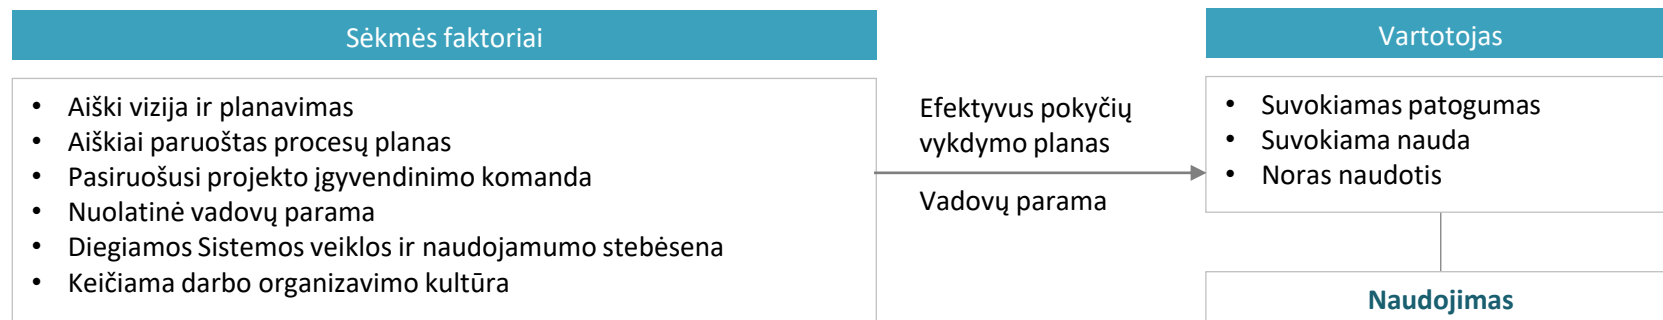 Sėkmės faktoriai
• Aiški vizija ir planavimas
• Aiškiai paruoštas procesų planas
• Pasiruošusi projekto įgyvendinimo komanda
• Nuolatinė vadovų parama
• Diegiamos Sistemos veiklos ir naudojamumo stebėsena
• Keičiama darbo organizavimo kultūra
Efektyvus pokyčių
vykdymo planas
Vadovų parama
Vartotojas
• Suvokiamas patogumas
• Suvokiama nauda
• Noras naudotis
Naudojimas